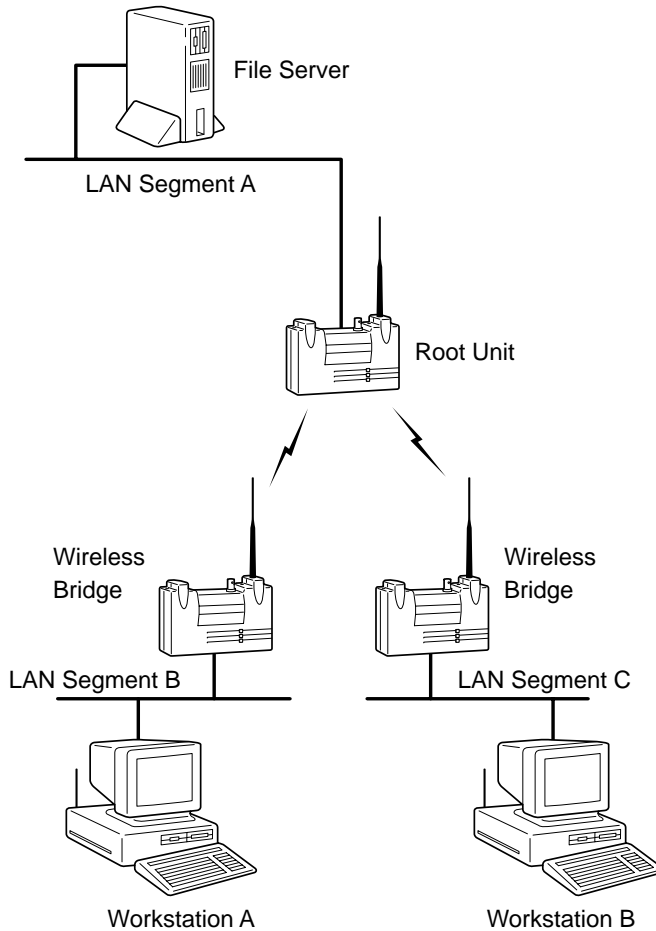 File Server
LAN Segment A
Root Unit
Wireless
Bridge
Wireless
Bridge
LAN Segment B
LAN Segment C
Workstation A
Workstation B